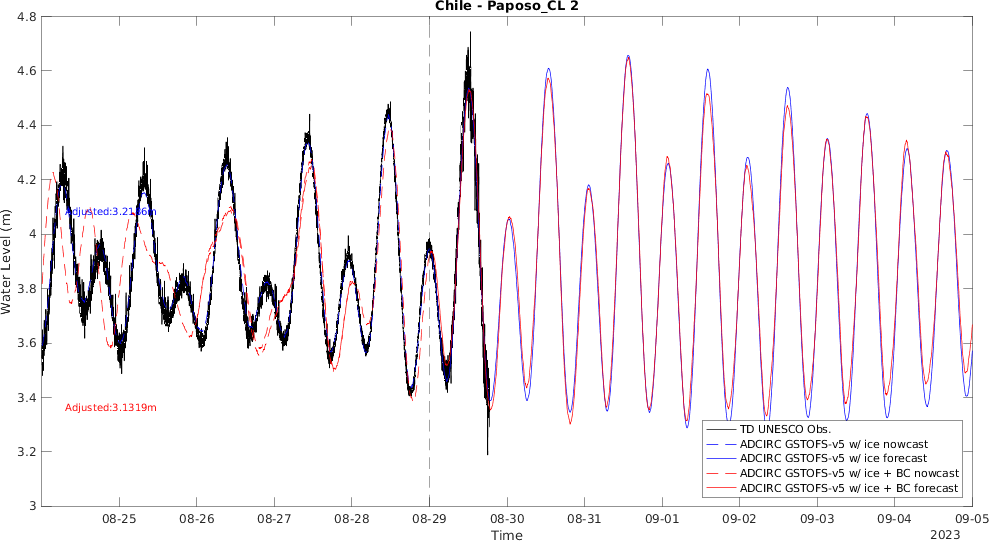 Chile - Paposo_CL 2
4.8
4.6
4.4
4.2
4
3.8
3.6
3.4
3.2
3
Water Level (m)
Adjusted:3.2186m
Adjusted:3.1319m
TD UNESCO Obs.
ADCIRC GSTOFS-v5 w/ ice nowcast
ADCIRC GSTOFS-v5 w/ ice forecast
ADCIRC GSTOFS-v5 w/ ice + BC nowcast
ADCIRC GSTOFS-v5 w/ ice + BC forecast
08-25 08-26 08-27 08-28 08-29 08-30 08-31 09-01 09-02 09-03 09-04 09-05
Time
2023